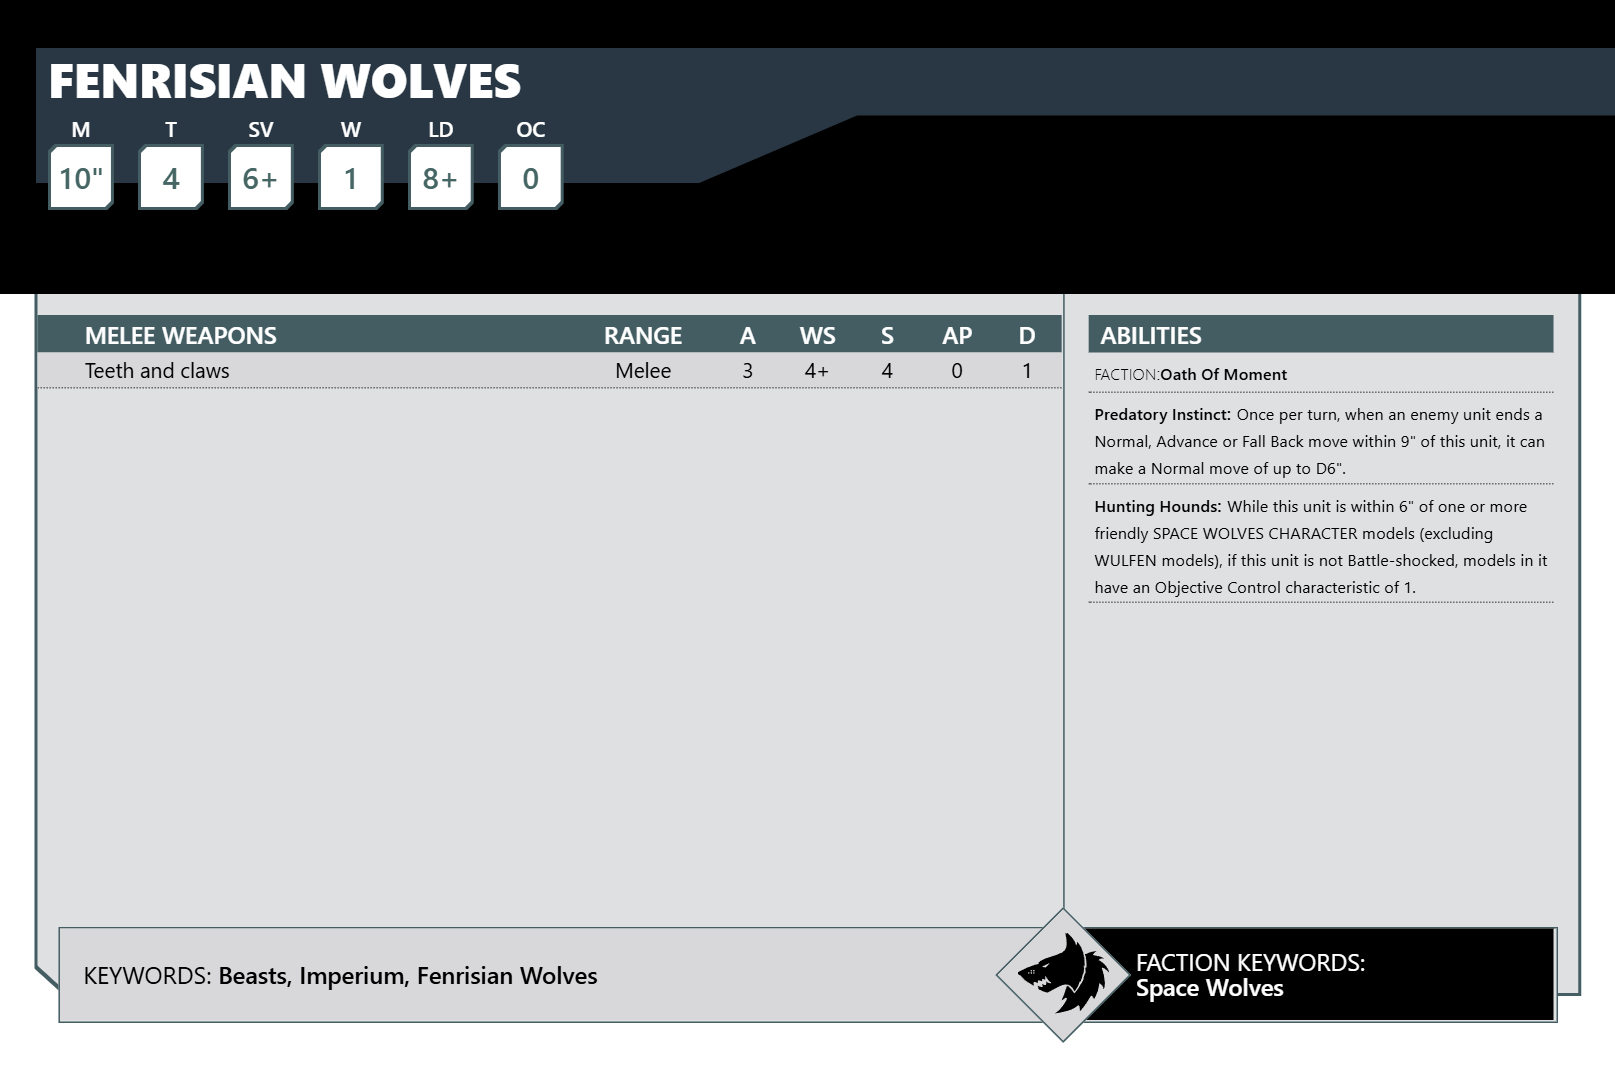 FENRISIAN WOLVES
M T SV W LD OC
10" 4 6+ 1 8+ 0
MELEE WEAPONS RANGE A WS S AP D
Teeth and claws Melee 3 4+ 4 0 1
ABILITIES
FACTION:Oath Of Moment
Predatory Instinct: Once per turn, when an enemy unit ends a
Normal, Advance or Fall Back move within 9" of this unit, it can
make a Normal move of up to D6".
Hunting Hounds: While this unit is within 6" of one or more
friendly SPACE WOLVES CHARACTER models (excluding
WULFEN models), if this unit is not Battle-shocked, models in it
have an Objective Control characteristic of 1.
KEYWORDS: Beasts, Imperium, Fenrisian Wolves
FACTION KEYWORDS:
Space Wolves